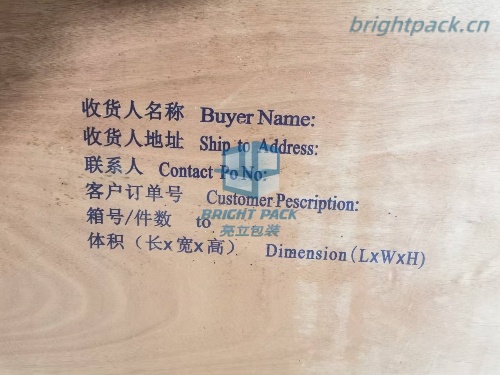 brightpack.cn
收货人名称 Buyer Name:
收货人地址 Ship to Address:
联系人 Contact Po No:
客户订单号 Customer Pescription:
BRIGHT PACK
箱号/件数 to
亮立包装
体积（长x宽x高） Dimension(LxWxH)